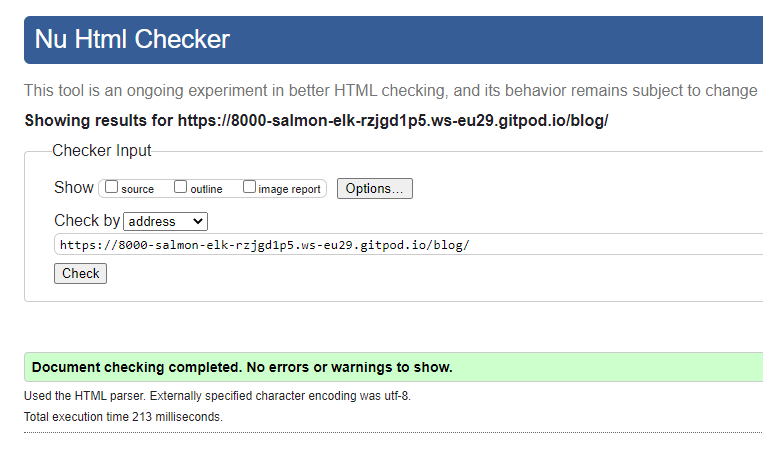 Nu Html Checker
This tool is an ongoing experiment in better HTML checking, and its behavior remains subject to change
Showing results for https://8000-salmon-elk-rzjgd1p5.ws-eu29.gitpod.io/blog/
Checker Input
Show source outline image report Options...
Check by address
https://8000-salmon-elk-rzjgd1p5.ws-eu29.gitpod.io/blog/
Check
Document checking completed. No errors or warnings to show.
Used the HTML parser. Externally specified character encoding was utf-8.
Total execution time 213 milliseconds.